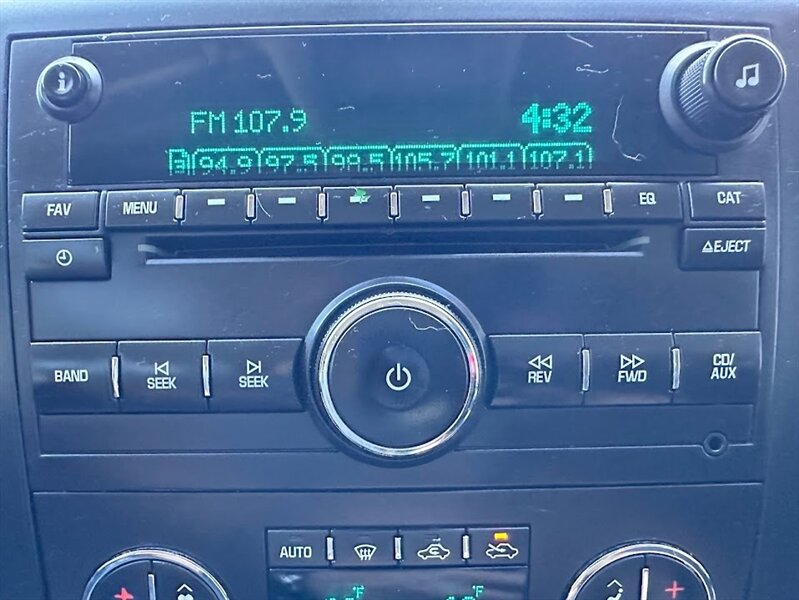 FM 107.9 4:32
3 94.9 97.5 99.5 105.7 101.1 107.1
FAV MENU EQ CAT
EJECT
BAND SEEK SEEK REV FWD CD/
AUX
AUTO
°F °F